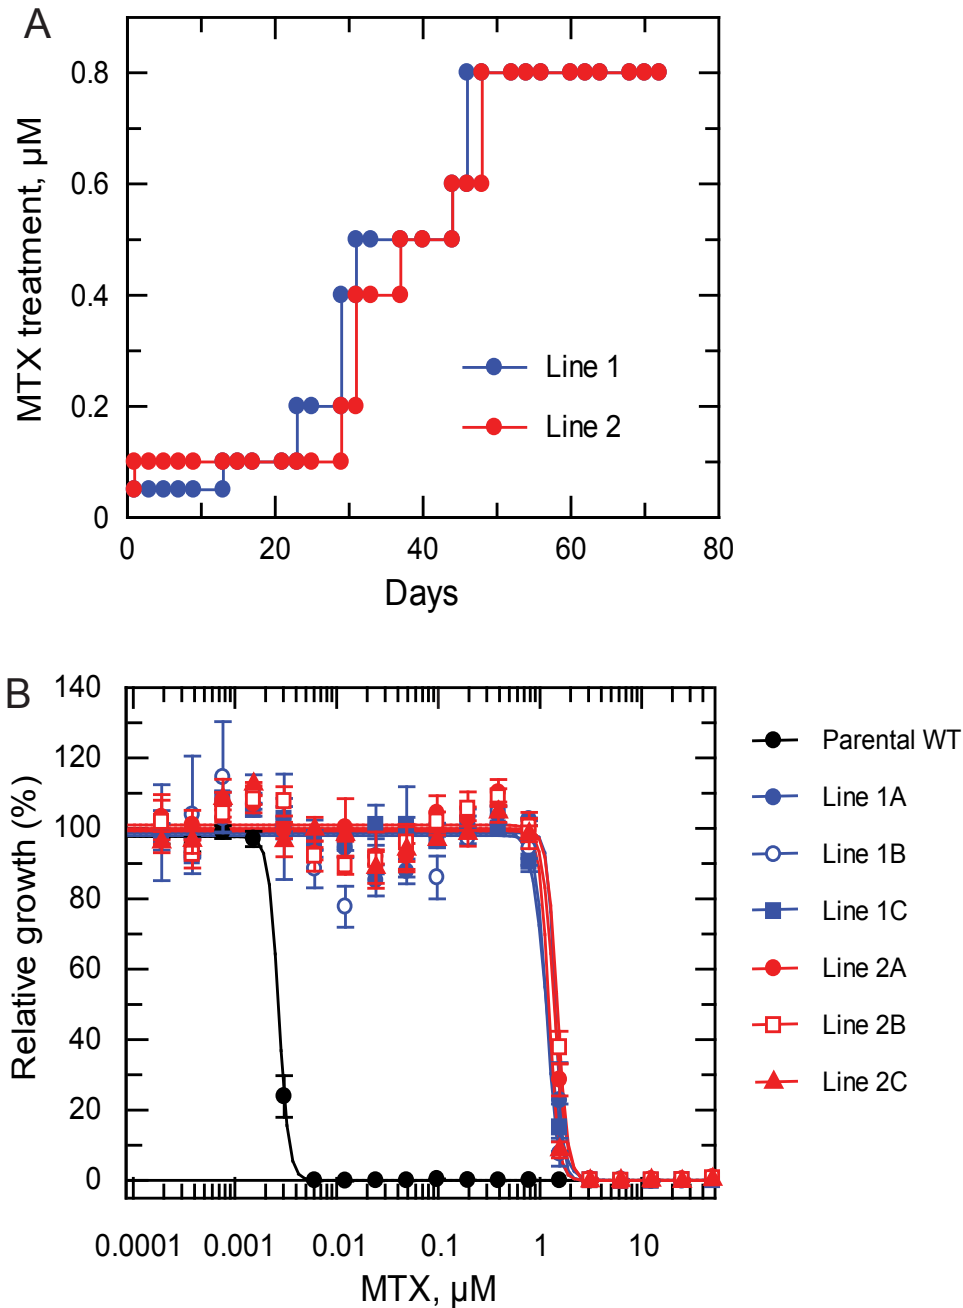 A
0.8
0.6
0.4
0.2
0
MTX treatment, µM
Line 1
Line 2
0 20 40 60 80
Days
B
140
120
100
80
60
40
20
0
Relative growth (%)
Parental WT
Line 1A
Line 1B
Line 1C
Line 2A
Line 2B
Line 2C
0.0001 0.001 0.01 0.1 1 10
MTX, µM